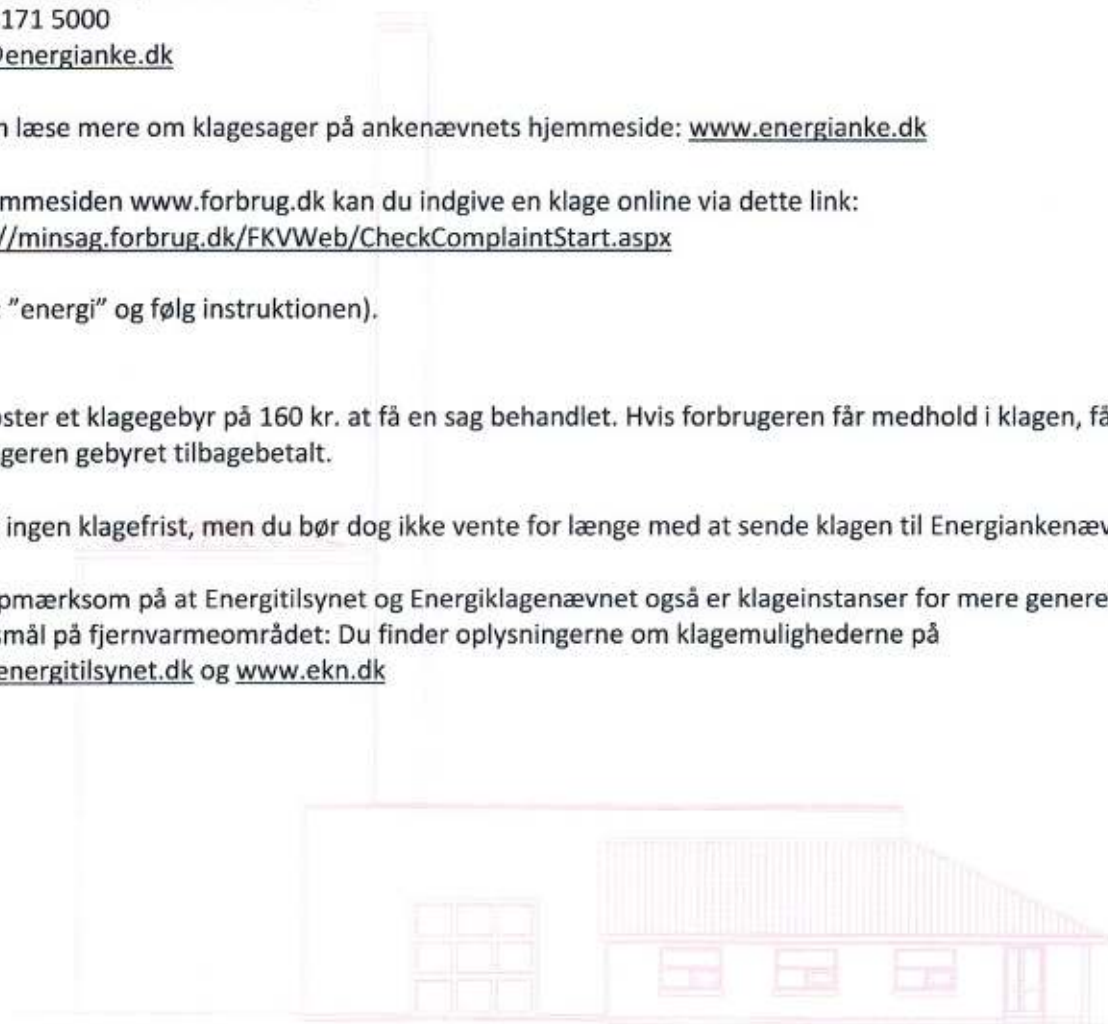 171 5000
@energianke.dk
n læse mere om klagesager på ankenævnets hjemmeside: www.energianke.dk
mmesiden www.forbrug.dk kan du indgive en klage online via dette link:
//minsag.forbrug.dk/FKVWeb/CheckComplaintStart.aspx
"energi" og følg instruktionen).
oster et klagegebyr på 160 kr. at få en sag behandlet. Hvis forbrugeren får medhold i klagen, få
geren gebyret tilbagebetalt.
ingen klagefrist, men du bør dog ikke vente for længe med at sende klagen til Energiankenæv
pmærksom på at Energitilsynet og Energiklagenævnet også er klageinstanser for mere genere
smål på fjernvarmeområdet: Du finder oplysningerne om klagemulighederne på
energitilsynet.dk og www.ekn.dk